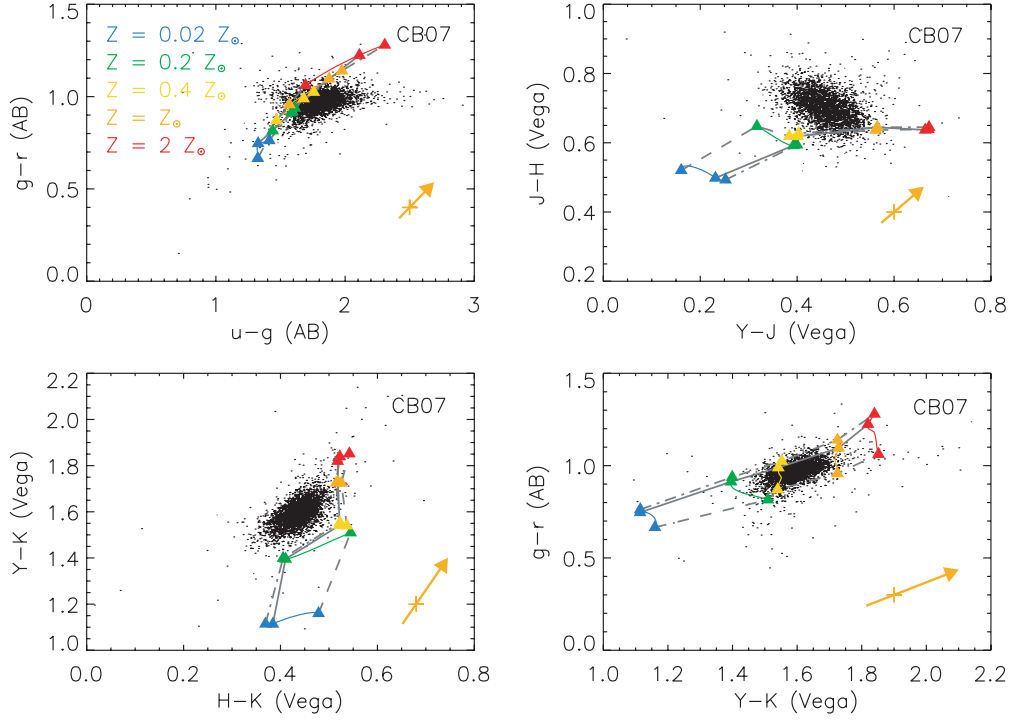 1.5
1.0
0.5
0.0
g−r (AB)
Z = 0.02 Z⊙
Z = 0.2 Z⊙
Z = 0.4 Z⊙
Z = Z⊙
Z = 2 Z⊙
CB07
0 1 2 3
u−g (AB)
1.0
0.8
0.6
0.4
0.2
J−H (Vega)
CB07
0.0 0.2 0.4 0.6 0.8
Y−J (Vega)
2.2
2.0
1.8
1.6
1.4
1.2
1.0
Y−K (Vega)
CB07
0.0 0.2 0.4 0.6 0.8
H−K (Vega)
1.5
1.0
0.5
0.0
g−r (AB)
CB07
1.0 1.2 1.4 1.6 1.8 2.0 2.2
Y−K (Vega)